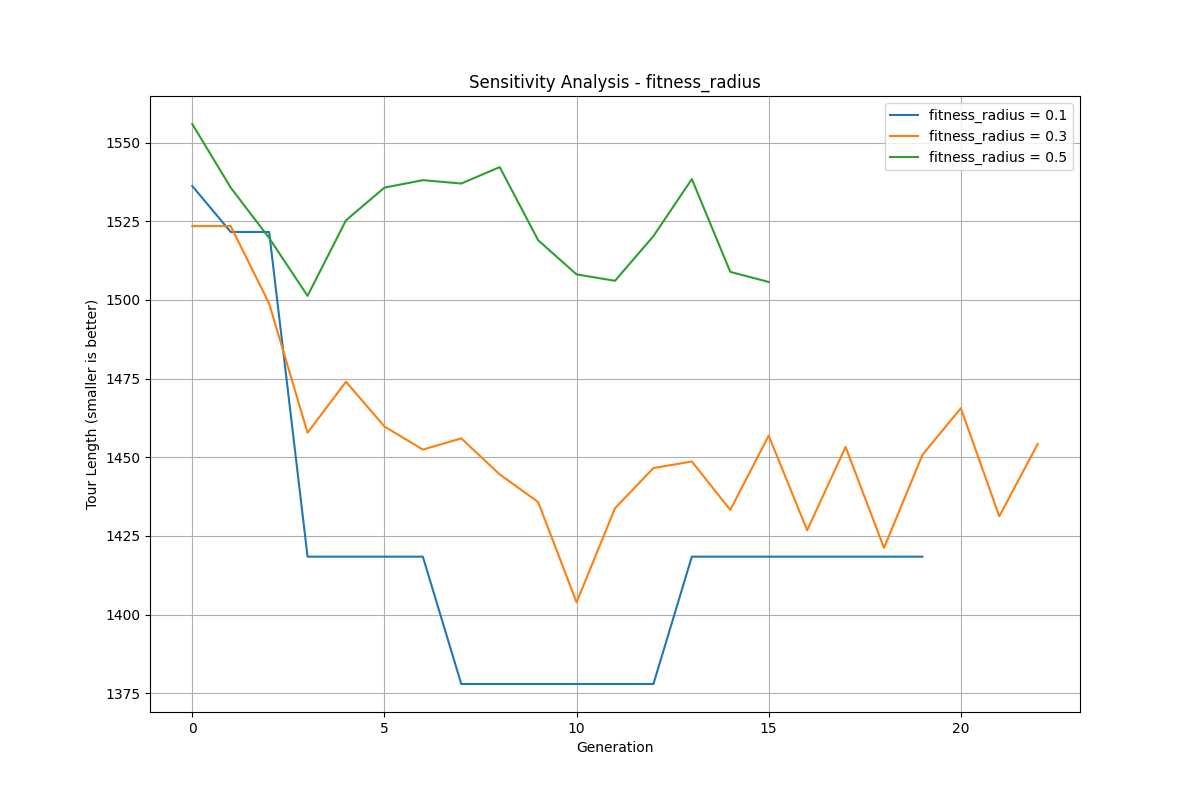 Sensitivity Analysis - fitness_radius
fitness_radius = 0.1
fitness_radius = 0.3
fitness_radius = 0.5
Tour Length (smaller is better)
1550
1525
1500
1475
1450
1425
1400
1375
0 5 10 15 20
Generation